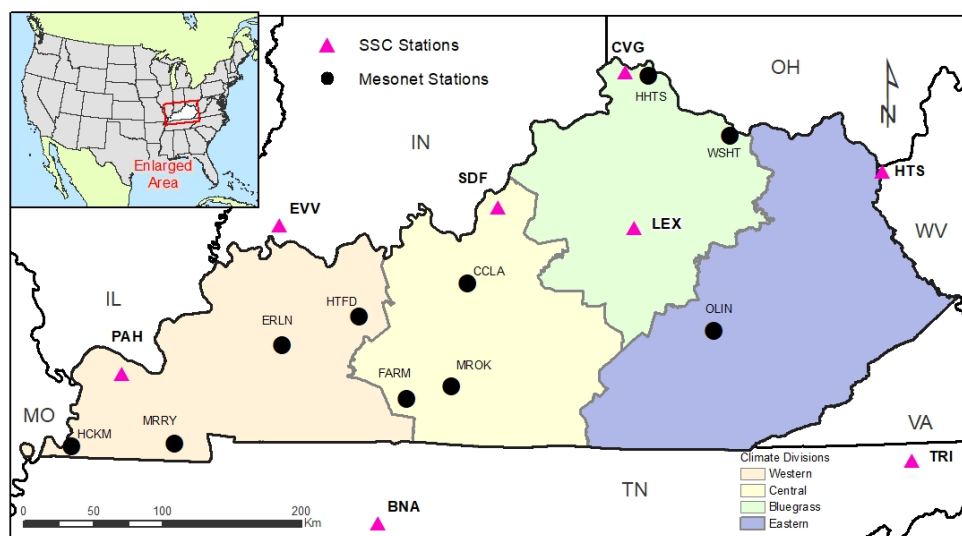 SSC Stations
Mesonet Stations
Enlarged
Area
CVG
HHTS
OH
N
WSHT
IN
SDF
HTS
EVV
LEX
WV
CCLA
IL
HTFD
OLIN
ERLN
PAH
MROK
FARM
MO
HCKM
MRRY
VA
Climate Divisions
Western
Central
Bluegrass
Eastern
TRI
TN
BNA
0 50 100 200
Km